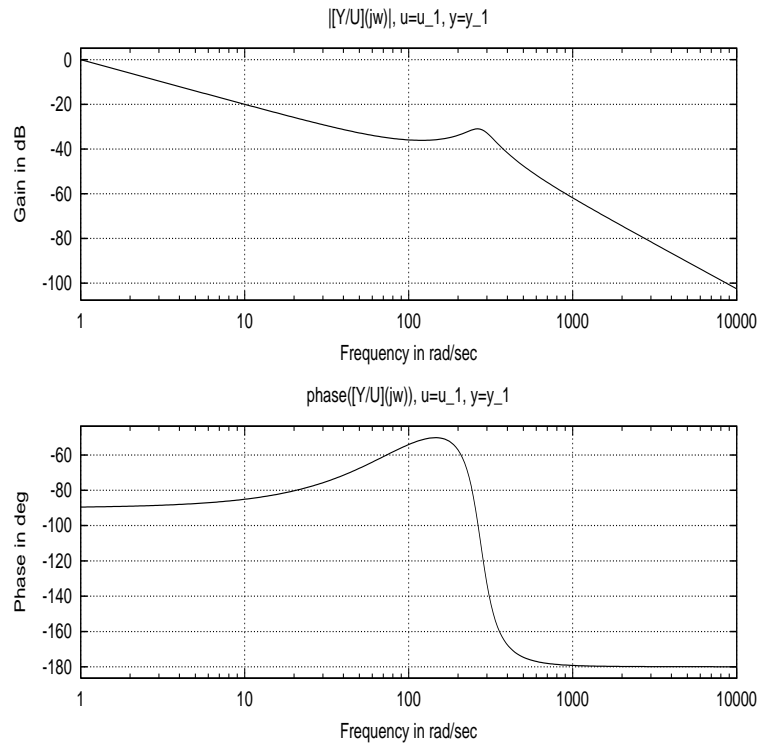 |[Y/U](jw)|, u=u_1, y=y_1
0
-20
-40
-60
-80
-100
Gain in dB
1 10 100 1000 10000
Frequency in rad/sec
phase([Y/U](jw)), u=u_1, y=y_1
-60
-80
-100
-120
-140
-160
-180
Phase in deg
1 10 100 1000 10000
Frequency in rad/sec